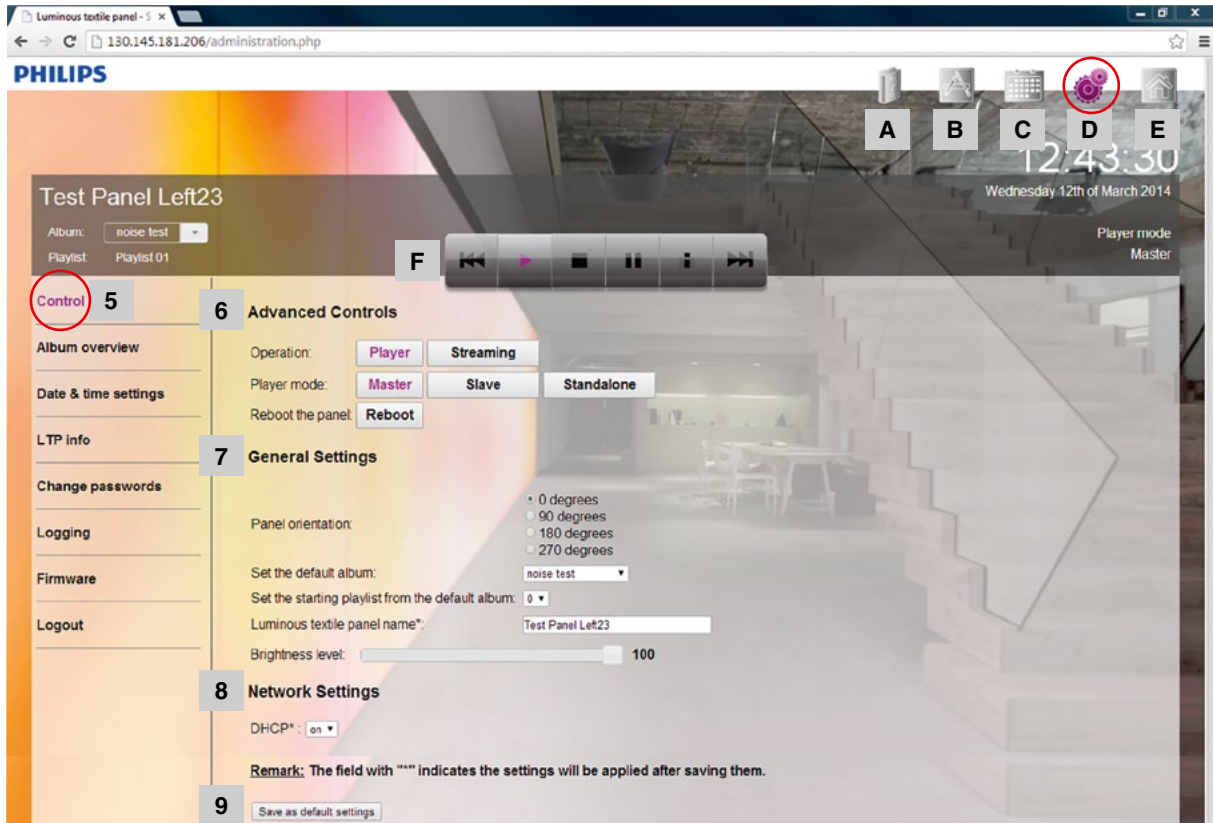 Luminous textile panel - S
130.145.181.206/administration.php
PHILIPS
A B C D E
12:43:30
Wednesday 12th of March 2014
Test Panel Left23
Album: noise test
Playlist: Playlist 01
Player mode
Master
F
Control 5
Album overview
Date & time settings
LTP info
Change passwords
Logging
Firmware
Logout
6 Advanced Controls
Operation: Player Streaming
Player mode: Master Slave Standalone
Reboot the panel: Reboot
7 General Settings
Panel orientation:
0 degrees
90 degrees
180 degrees
270 degrees
Set the default album: noise test
Set the starting playlist from the default album: 0
Luminous textile panel name*: Test Panel Left23
Brightness level: 100
8 Network Settings
DHCP* : on
Remark: The field with "*" indicates the settings will be applied after saving them.
9 Save as default settings